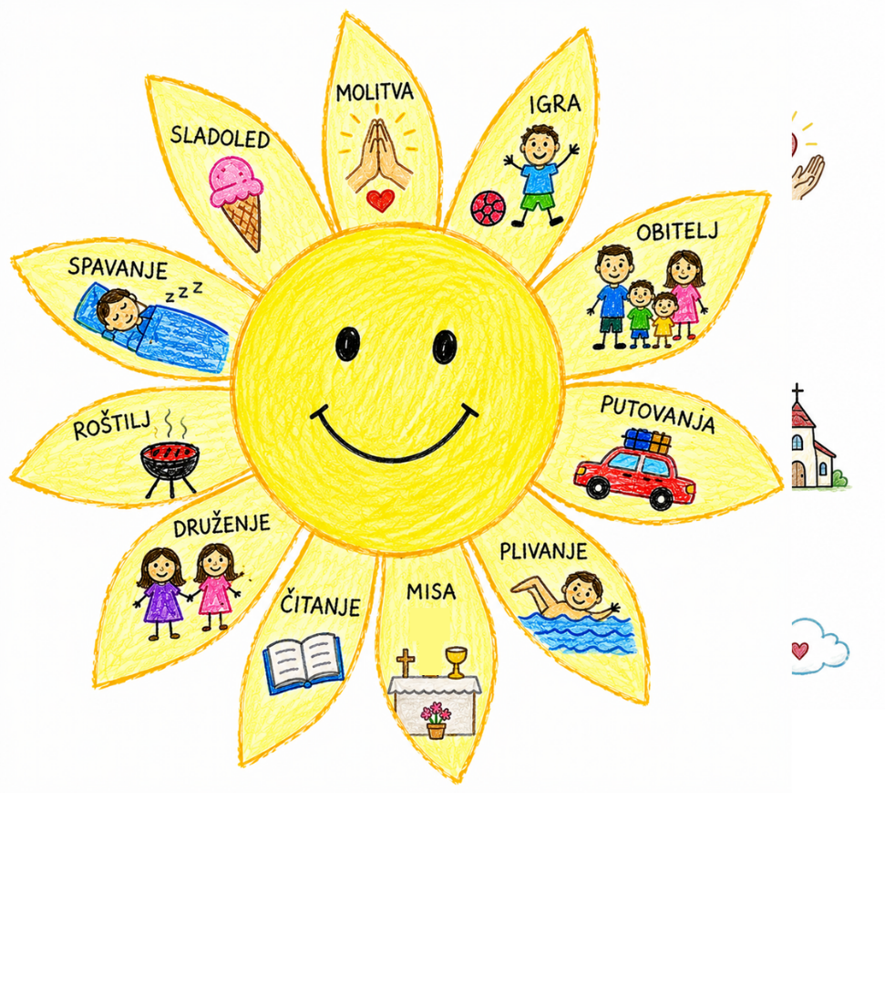 MOLITVA
IGRA
SLADOLED
OBITELJ
SPAVANJE
z z z
PUTOVANJA
ROŠTILJ
DRUŽENJE
PLIVANJE
ČITANJE
MISA